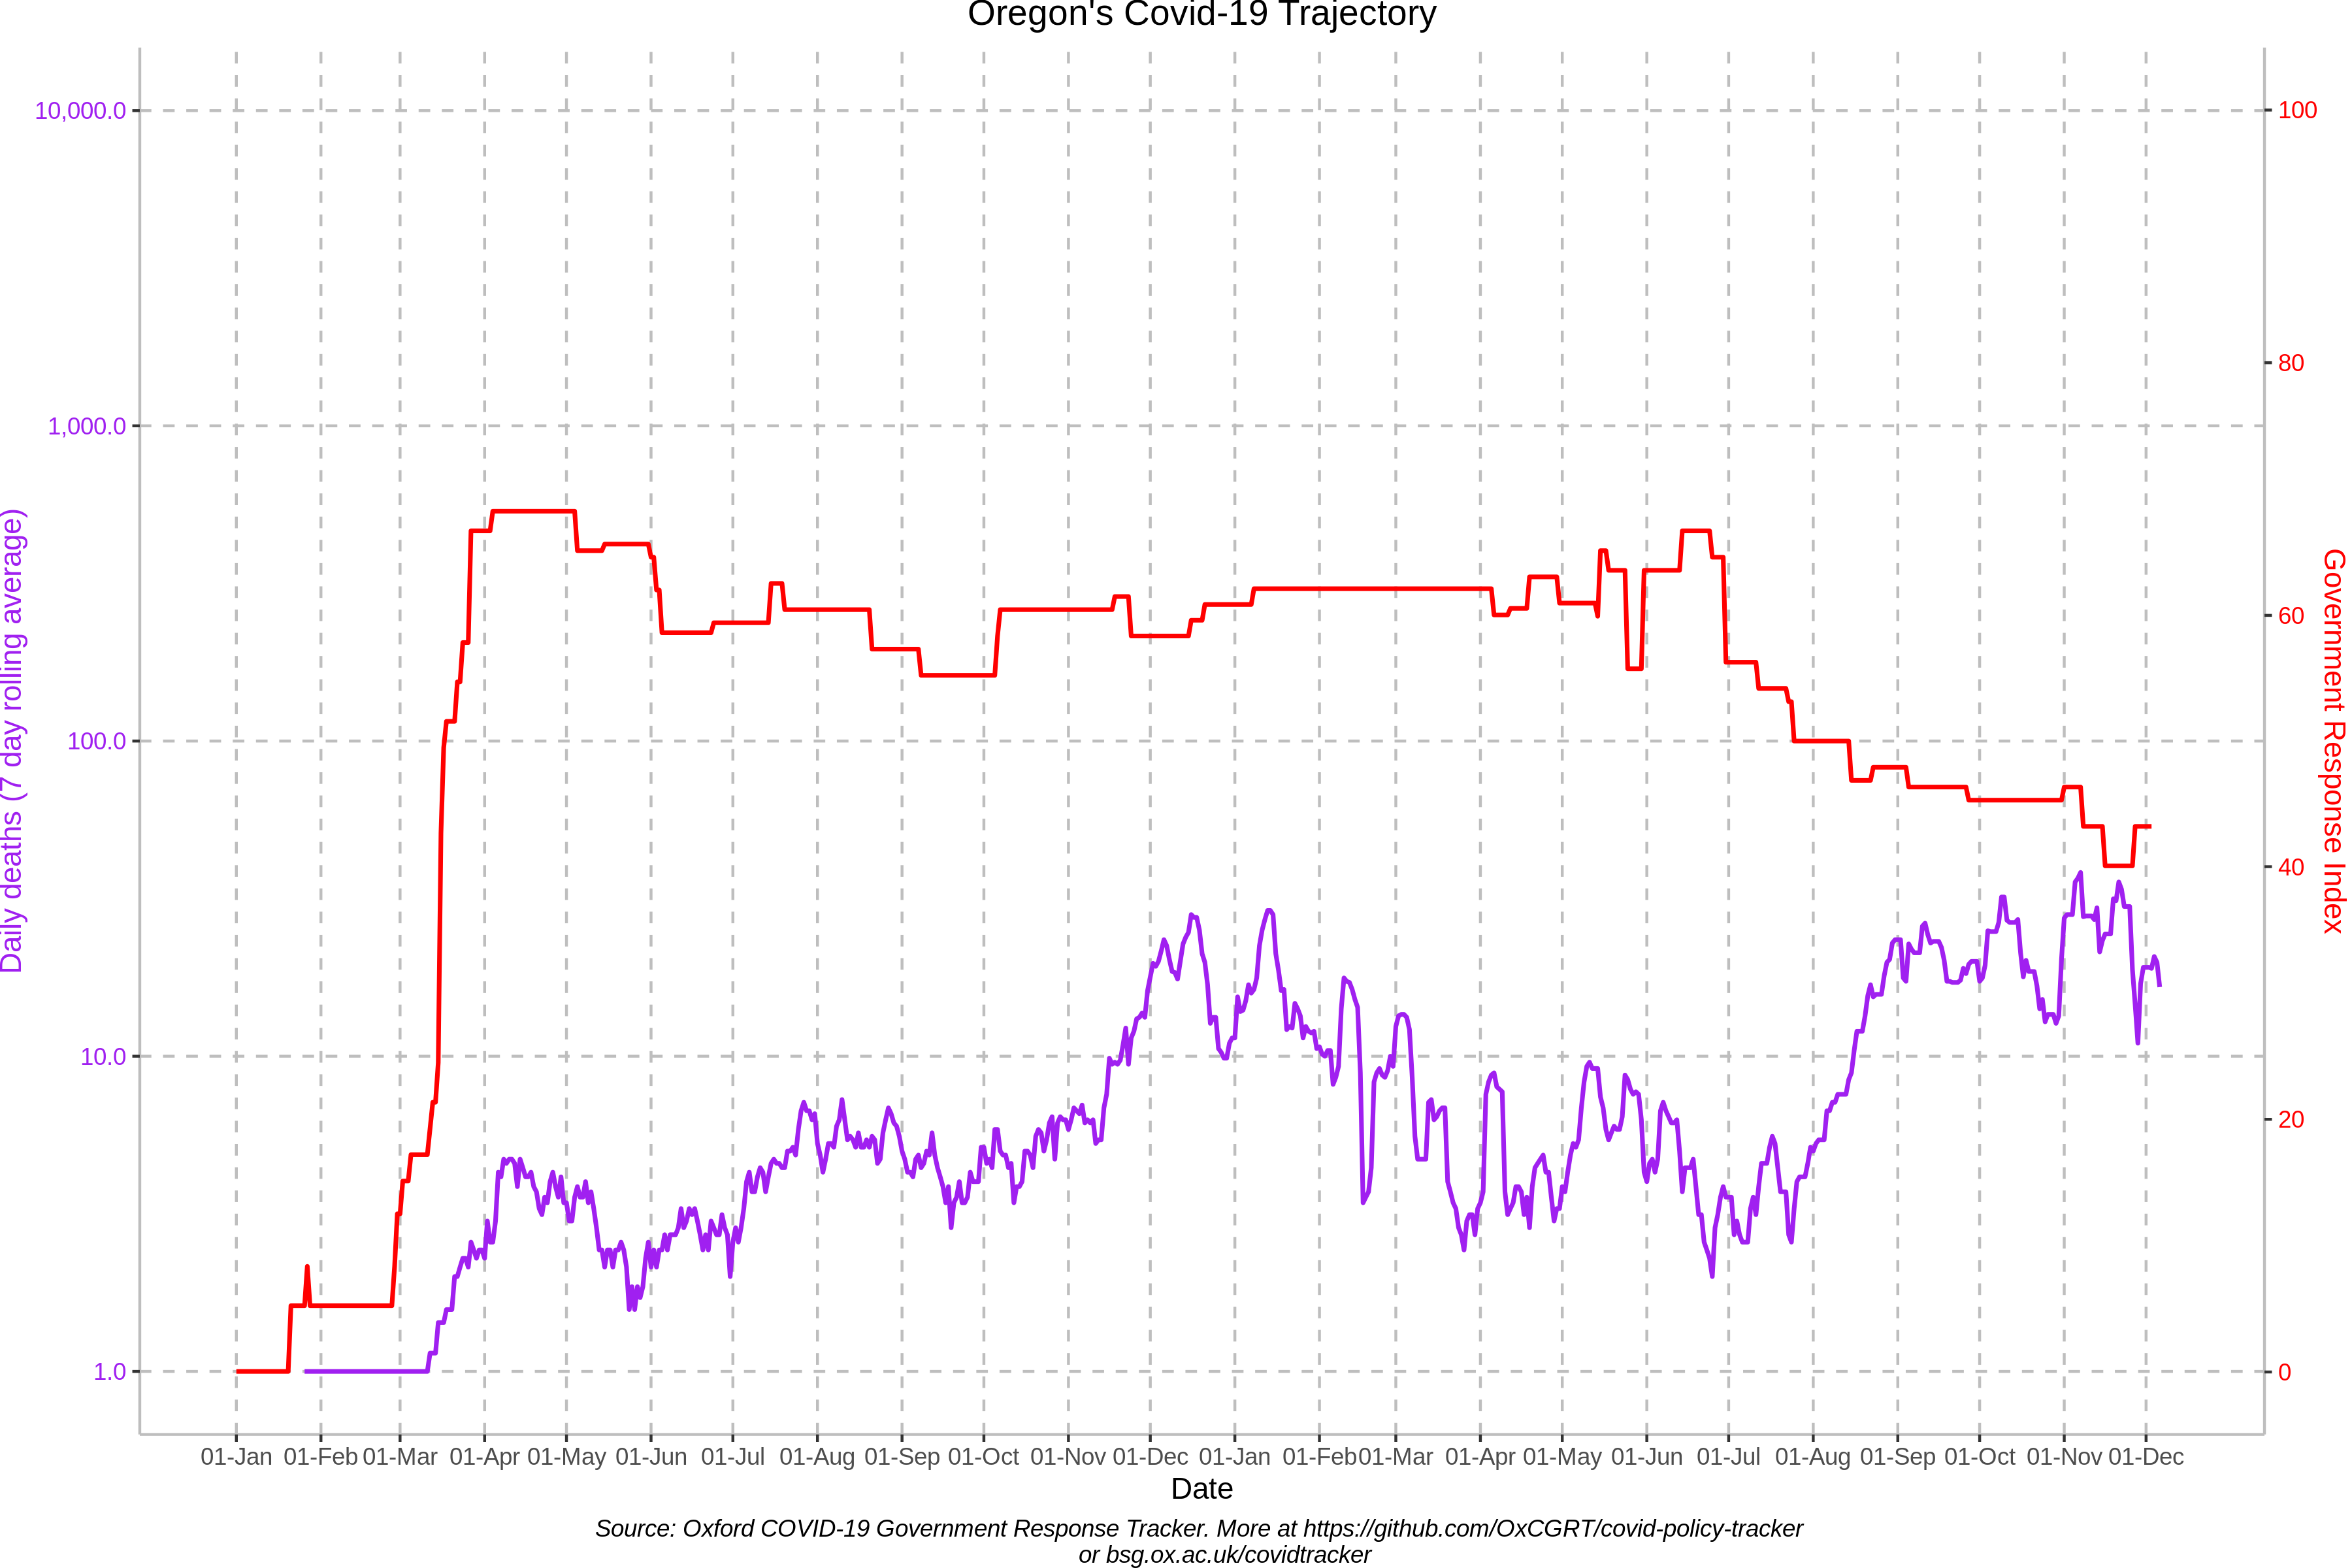 Oregon's Covid-19 Trajectory
10,000.0
1,000.0
100.0
10.0
1.0
Daily deaths (7 day rolling average)
100
80
60
40
20
0
Government Response Index
01-Jan 01-Feb 01-Mar 01-Apr 01-May 01-Jun 01-Jul 01-Aug 01-Sep 01-Oct 01-Nov 01-Dec 01-Jan 01-Feb 01-Mar 01-Apr 01-May 01-Jun 01-Jul 01-Aug 01-Sep 01-Oct 01-Nov 01-Dec
Date
Source: Oxford COVID-19 Government Response Tracker. More at https://github.com/OxCGRT/covid-policy-tracker
or bsg.ox.ac.uk/covidtracker